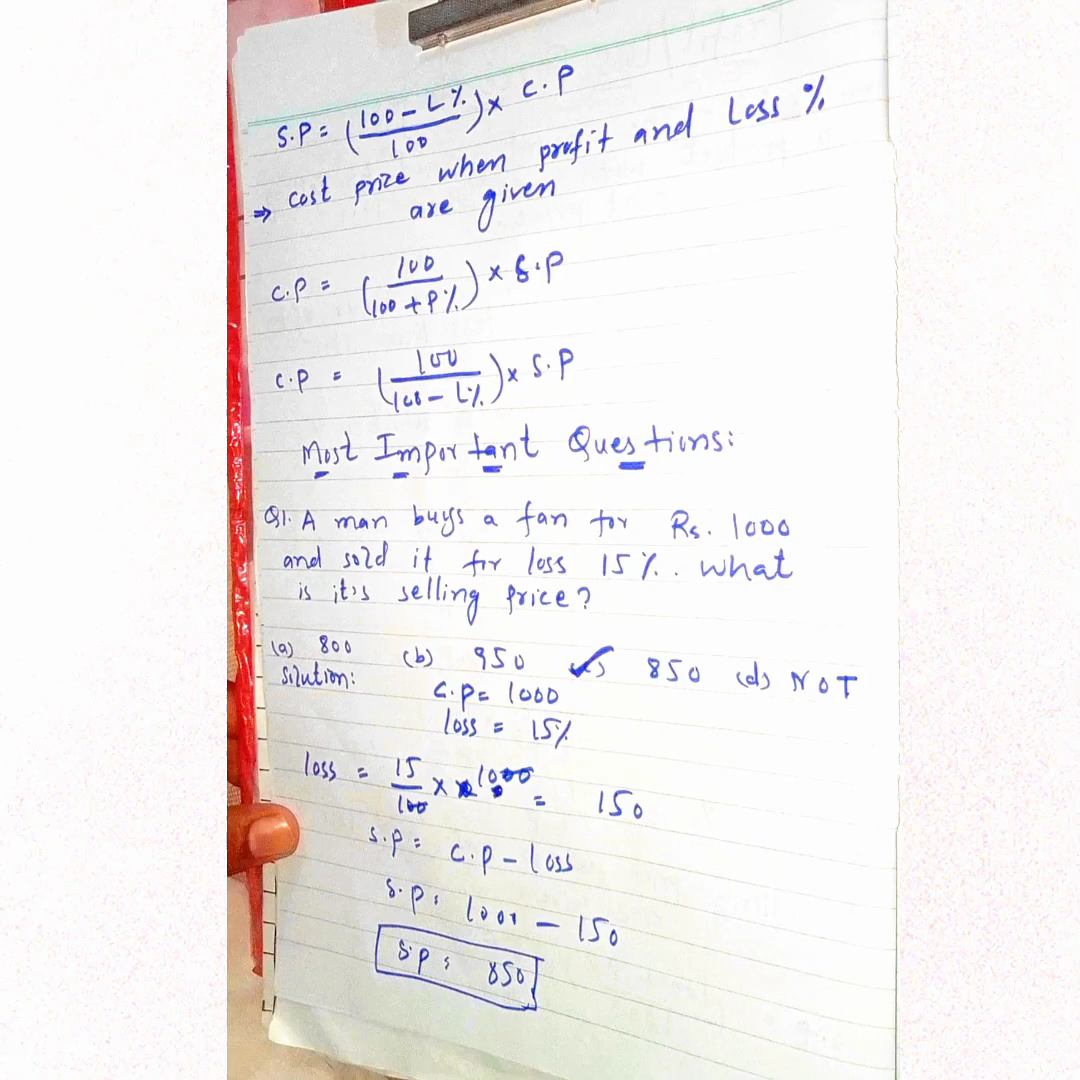 S.P = (100 - L% / 100) × C.P
⇒ cost price when profit and Loss %
are given
C.P = (100 / 100 + P%) × S.P
C.P = (100 / 100 - L%) × S.P
Most Important Questions:
Q1. A man buys a fan for Rs. 1000
and sold it for loss 15%. what
is it's selling price?
(a) 800 (b) 950 ✓ 850 (d) NOT
Solution:
C.P = 1000
loss = 15%
loss = 15/100 × 1000 = 150
S.P = C.P - loss
S.P = 1000 - 150
S.P = 850